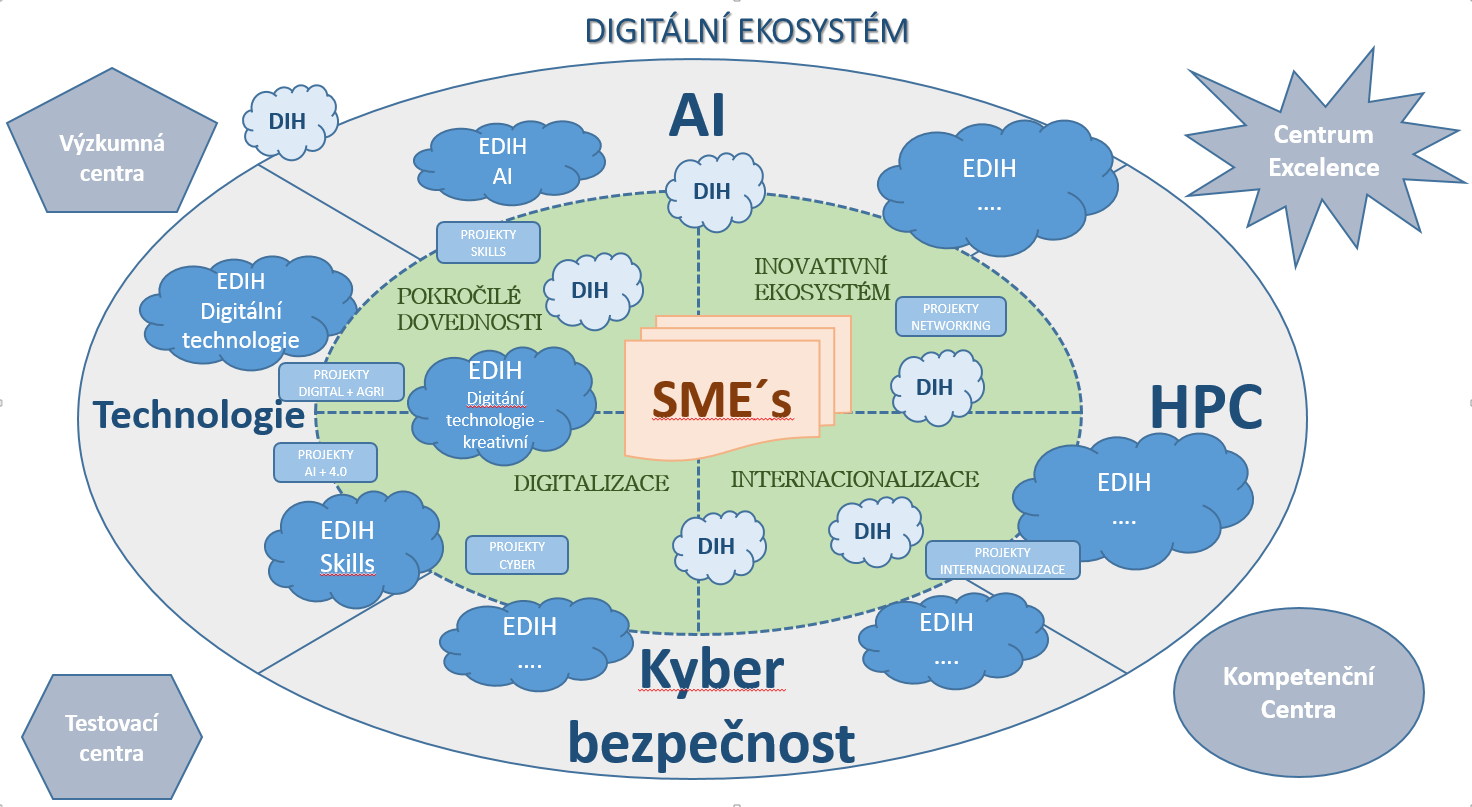 DIGITÁLNÍ EKOSYSTÉM
Výzkumná
centra
DIH
EDIH
AI
AI
DIH
EDIH
....
Centrum
Excelence
PROJEKTY
SKILLS
EDIH
Digitální
technologie
POKROČILÉ
DOVEDNOSTI
DIH
INOVATIVNÍ
EKOSYSTÉM
PROJEKTY
NETWORKING
PROJEKTY
DIGITAL + AGRI
EDIH
Digitání
technologie -
kreativní
SME´s
DIH
Technologie
HPC
PROJEKTY
AI + 4.0
DIGITALIZACE
INTERNACIONALIZACE
EDIH
....
EDIH
Skills
PROJEKTY
CYBER
DIH
DIH
PROJEKTY
INTERNACIONALIZACE
EDIH
....
EDIH
....
Kyber
bezpečnost
Testovací
centra
Kompetenční
Centra